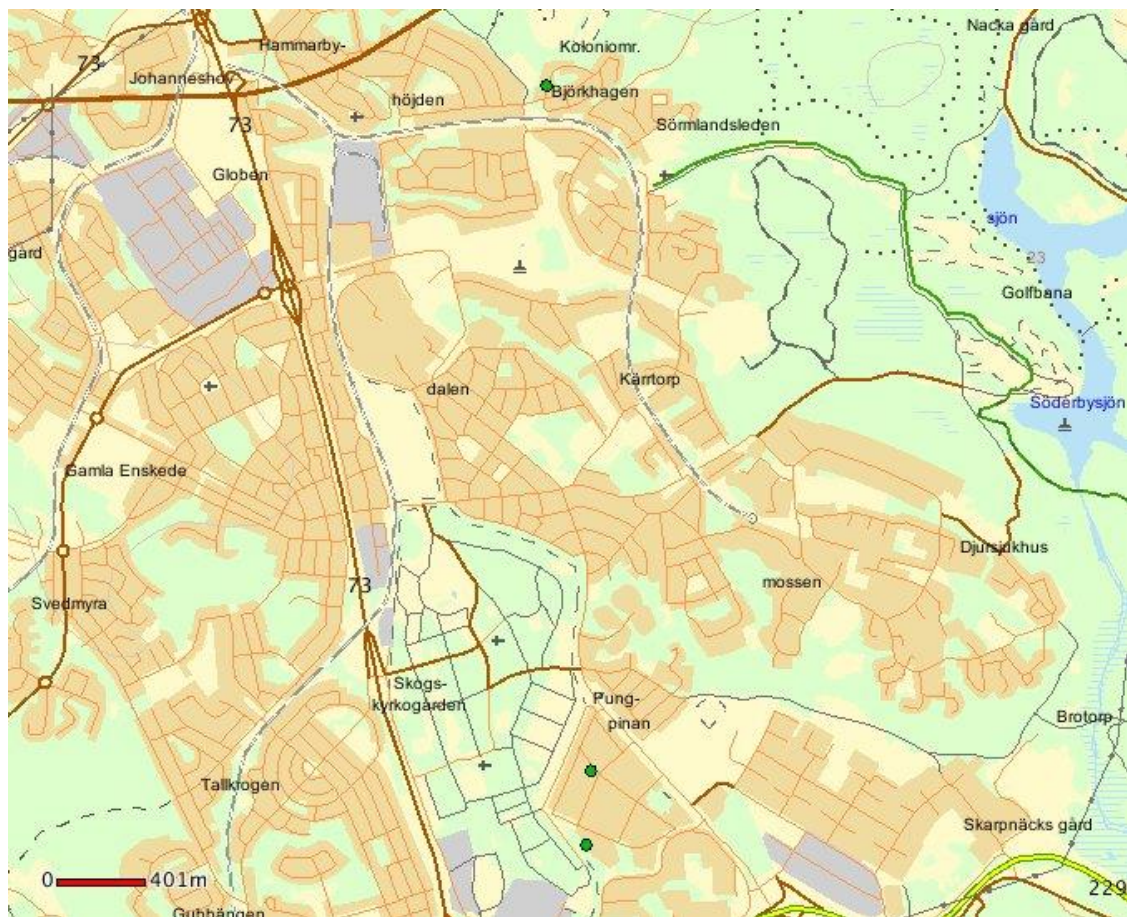 Nacka gård
Hammarby-
Koloniomr.
73
Johanneshov
Björkhagen
höjden
73
Sörmlandsleden
Globen
sjön
gård
23
Golfbana
Kärrtorp
dalen
Söderbysjön
Gamla Enskede
Djursjukhus
73
mossen
Svedmyra
Skogs-
kyrkogården
Pung-
pinan
Brotorp
Tallkrogen
Skarpnäcks gård
0 401m
229
Gubbängen